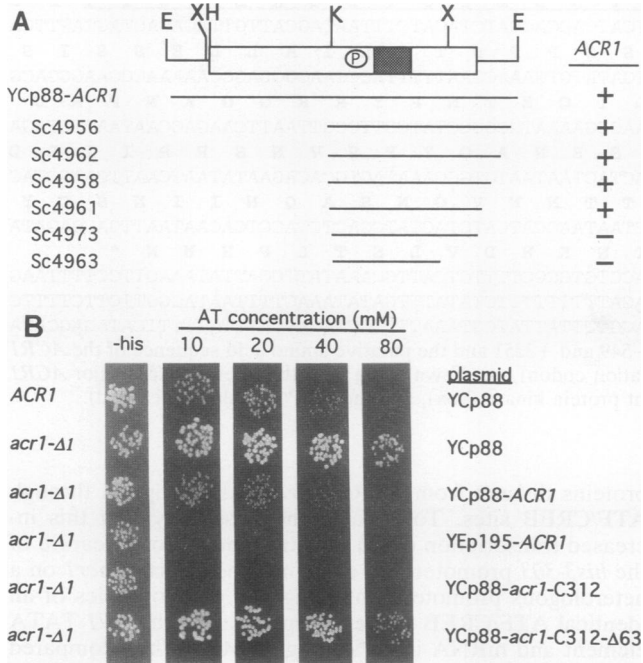 A
E XH K X E
P
ACR1
YCp88-ACR1 +
Sc4956 +
Sc4962 +
Sc4958 +
Sc4961 +
Sc4973 −
Sc4963
B
AT concentration (mM)
-his 10 20 40 80
plasmid
ACR1 YCp88
acr1-Δ1 YCp88
acr1-Δ1 YCp88-ACR1
acr1-Δ1 YEp195-ACR1
acr1-Δ1 YCp88-acr1-C312
acr1-Δ1 YCp88-acr1-C312-Δ63